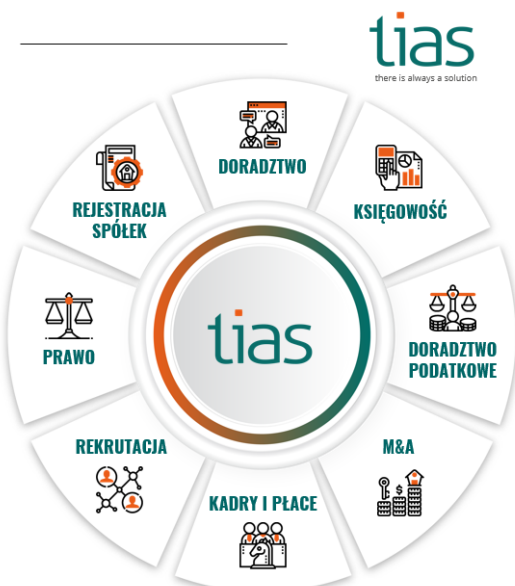 tias
there is always a solution
DORADZTWO
KSIĘGOWOŚĆ
DORADZTWO
PODATKOWE
M&A
KADRY I PŁACE
REKRUTACJA
PRAWO
REJESTRACJA
SPÓŁEK
tias